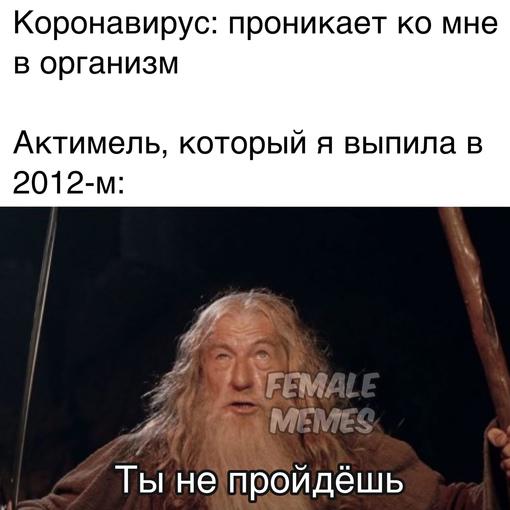 Коронавирус: проникает ко мне
в организм
Актимель, который я выпила в
2012-м:
FEMALE
MEMES
Ты не пройдёшь